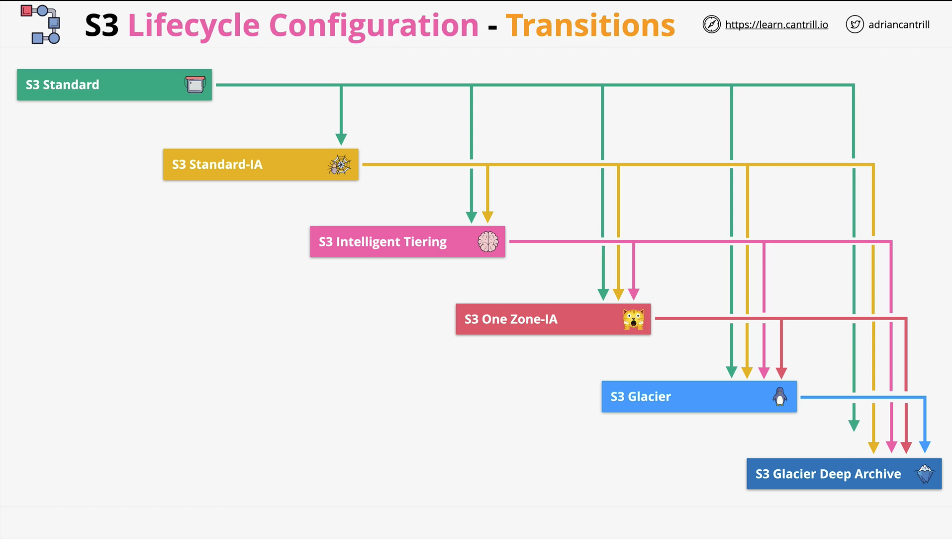 S3 Lifecycle Configuration - Transitions
https://learn.cantrill.io
adriancantrill
S3 Standard
S3 Standard-IA
S3 Intelligent Tiering
S3 One Zone-IA
S3 Glacier
S3 Glacier Deep Archive